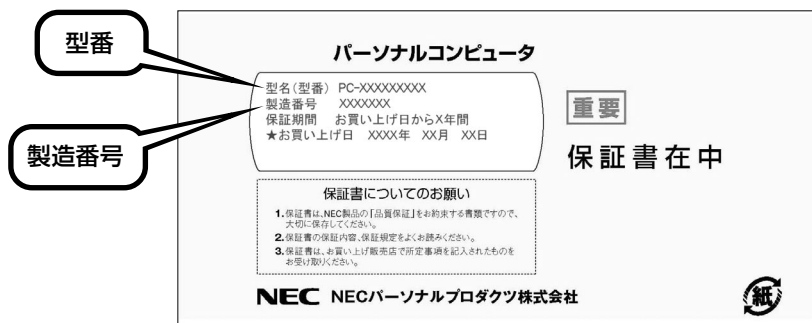 型番
製造番号
パーソナルコンピュータ
型名(型番) PC-XXXXXXXXX
製造番号 XXXXXXX
保証期間 お買い上げ日からX年間
★お買い上げ日 XXXX年 XX月 XX日
重要
保証書在中
保証書についてのお願い
1.保証書は、NEC製品の「品質保証」をお約束する書類ですので、
大切に保存してください。
2.保証書の保証内容、保証規定をよくお読みください。
3.保証書は、お買い上げ販売店で所定事項を記入されたものを
お受け取りください。
NEC NECパーソナルプロダクツ株式会社
紙